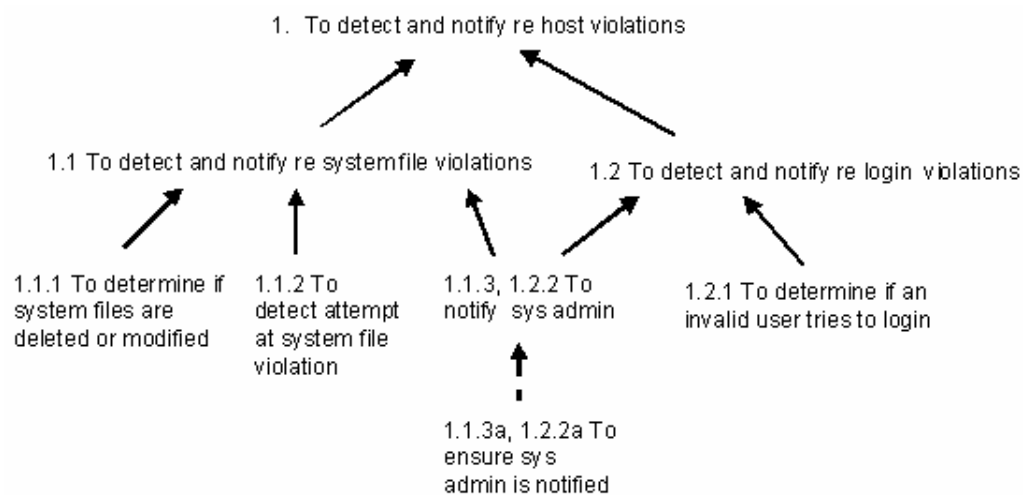 1. To detect and notify re host violations
1.1 To detect and notify re systemfile violations
1.2 To detect and notify re login violations
1.1.1 To determine if
system files are
deleted or modified
1.1.2 To
detect attempt
at system file
violation
1.1.3, 1.2.2 To
notify sys admin
1.2.1 To determine if an
invalid user tries to login
1.1.3a, 1.2.2a To
ensure sys
admin is notified